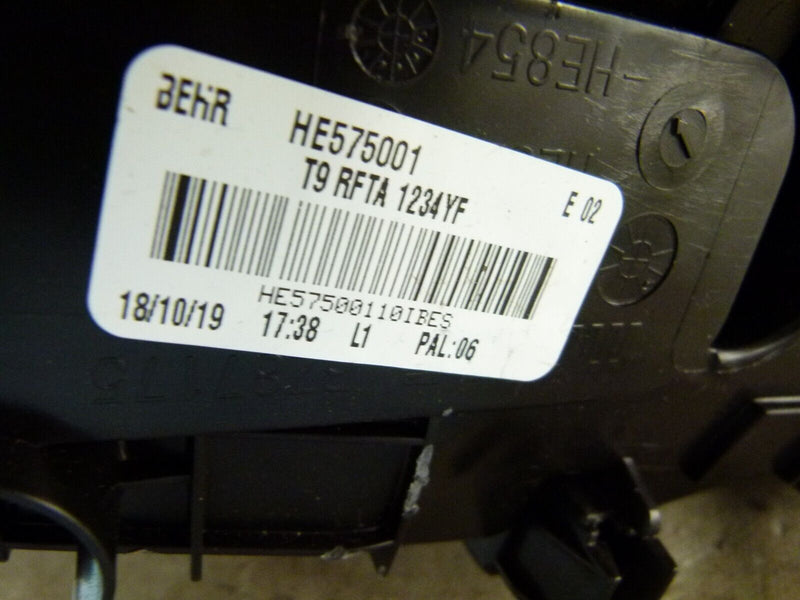 BEHR HE575001 E 02
T9 RFTA 1234YF
HE57500110IBES
18/10/19 17:38 L1 PAL:06
HE854